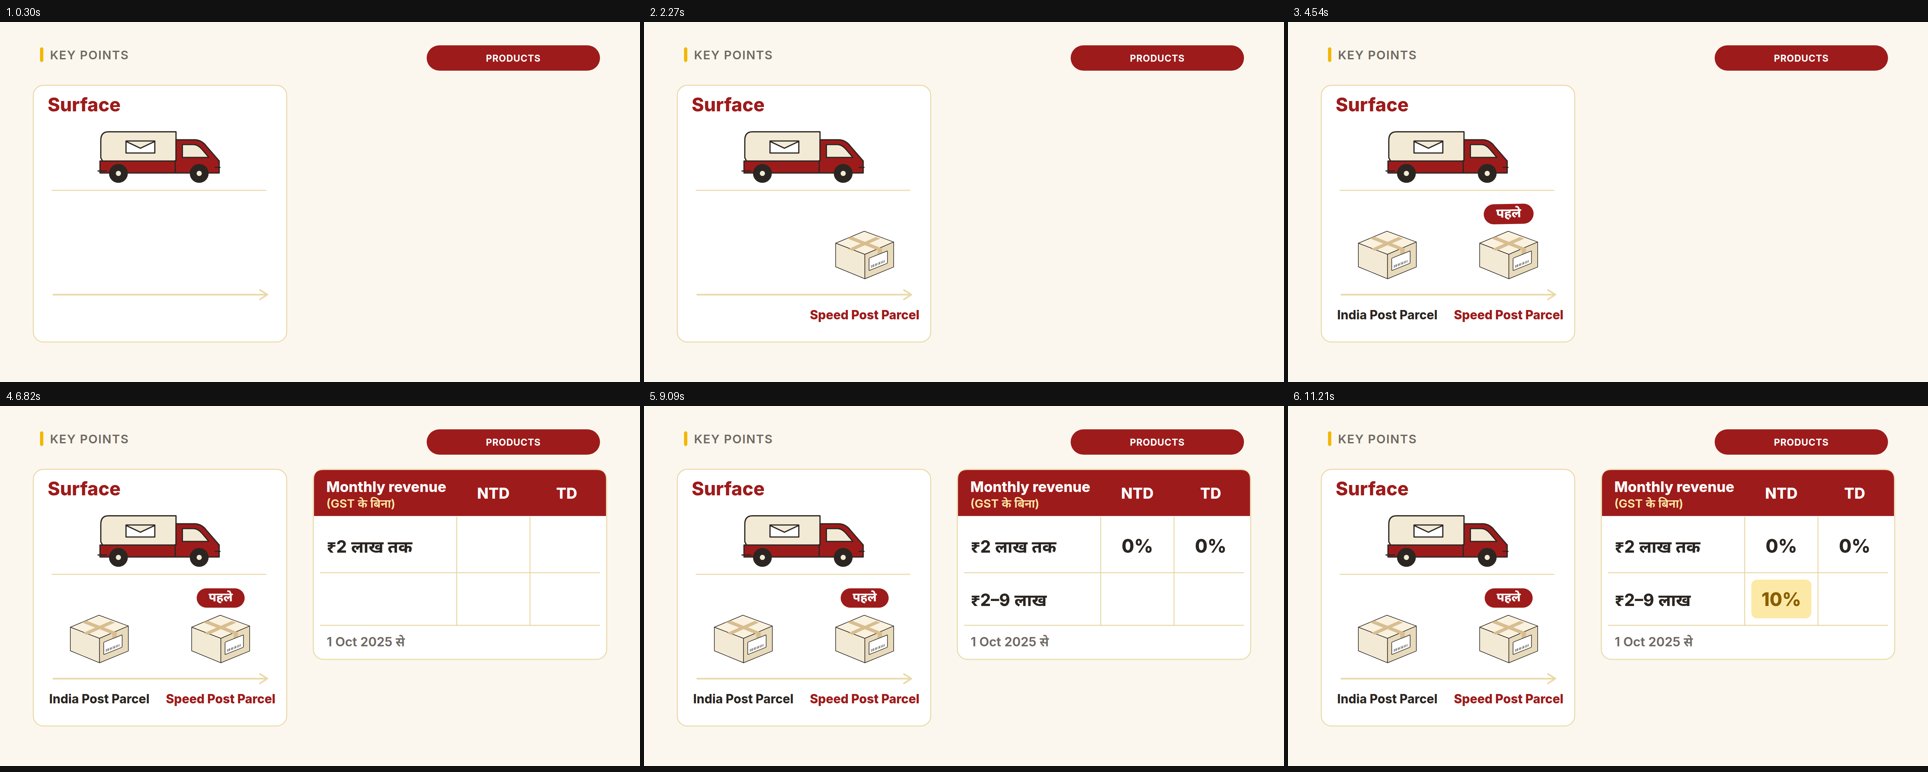 1. 0.30s
KEY POINTS
PRODUCTS
Surface
2. 2.27s
KEY POINTS
PRODUCTS
Surface
Speed Post Parcel
3. 4.54s
KEY POINTS
PRODUCTS
Surface
पहले
India Post Parcel Speed Post Parcel
4. 6.82s
KEY POINTS
PRODUCTS
Surface
पहले
India Post Parcel Speed Post Parcel
Monthly revenue NTD TD
(GST के बिना)
₹2 लाख तक
1 Oct 2025 से
5. 9.09s
KEY POINTS
PRODUCTS
Surface
पहले
India Post Parcel Speed Post Parcel
Monthly revenue NTD TD
(GST के बिना)
₹2 लाख तक 0% 0%
₹2–9 लाख
1 Oct 2025 से
6. 11.21s
KEY POINTS
PRODUCTS
Surface
पहले
India Post Parcel Speed Post Parcel
Monthly revenue NTD TD
(GST के बिना)
₹2 लाख तक 0% 0%
₹2–9 लाख 10%
1 Oct 2025 से